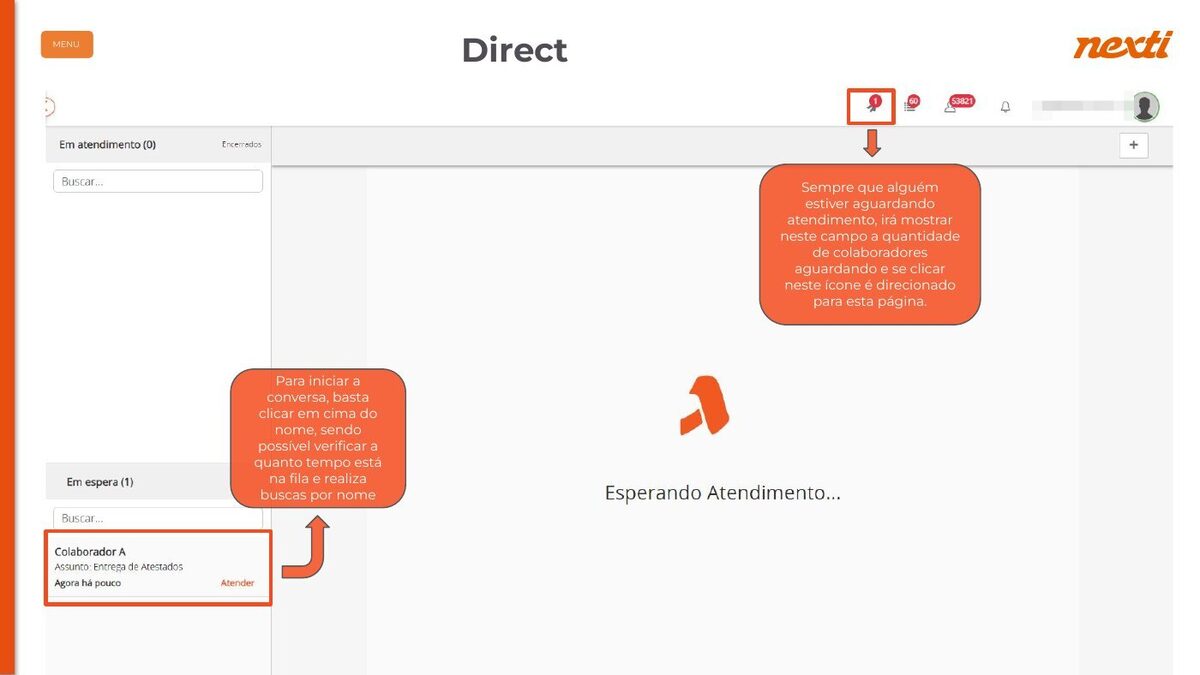 MENU
Direct
nexti
1
60
53821
Em atendimento (0)
Encerrados
+
Buscar...
Sempre que alguém
estiver aguardando
atendimento, irá mostrar
neste campo a quantidade
de colaboradores
aguardando e se clicar
neste ícone é direcionado
para esta página.
Para iniciar a
conversa, basta
clicar em cima do
nome, sendo
possível verificar a
quanto tempo está
na fila e realiza
buscas por nome
Em espera (1)
Buscar...
Esperando Atendimento...
Colaborador A
Assunto: Entrega de Atestados
Agora há pouco
Atender